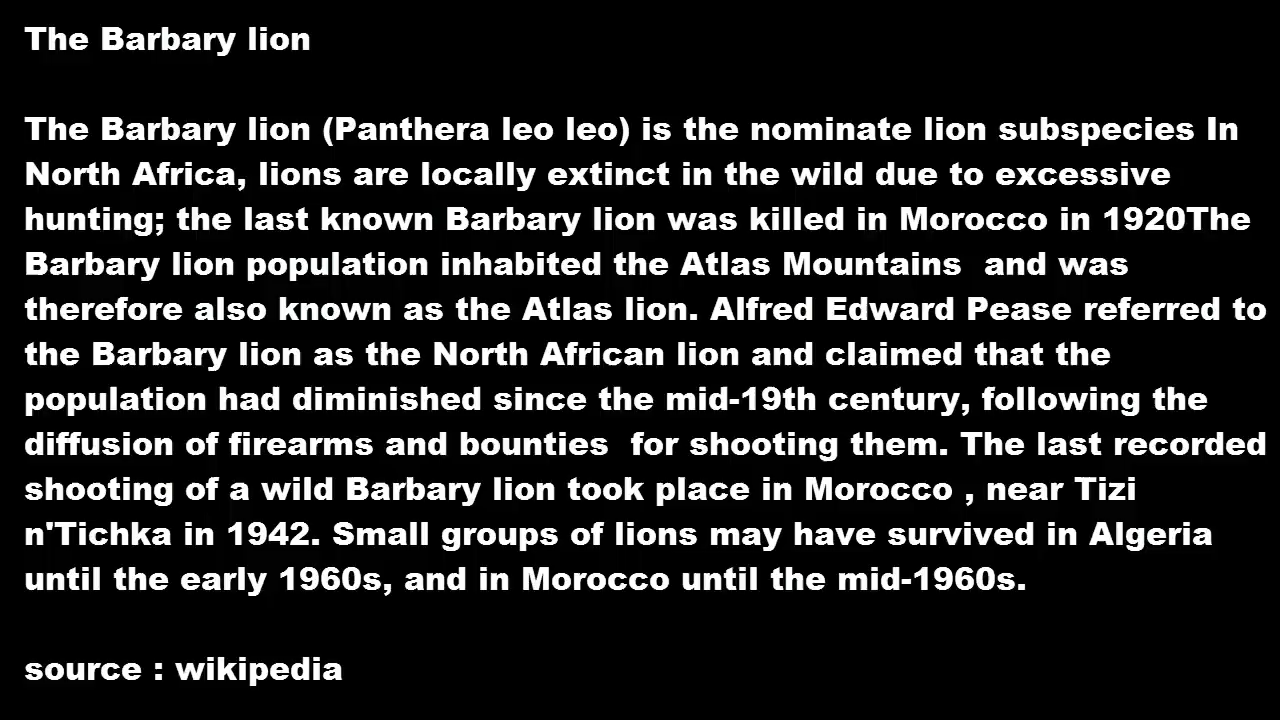 The Barbary lion
The Barbary lion (Panthera leo leo) is the nominate lion subspecies In
North Africa, lions are locally extinct in the wild due to excessive
hunting; the last known Barbary lion was killed in Morocco in 1920The
Barbary lion population inhabited the Atlas Mountains  and was
therefore also known as the Atlas lion. Alfred Edward Pease referred to
the Barbary lion as the North African lion and claimed that the
population had diminished since the mid-19th century, following the
diffusion of firearms and bounties  for shooting them. The last recorded
shooting of a wild Barbary lion took place in Morocco , near Tizi
n'Tichka in 1942. Small groups of lions may have survived in Algeria
until the early 1960s, and in Morocco until the mid-1960s.
source : wikipedia